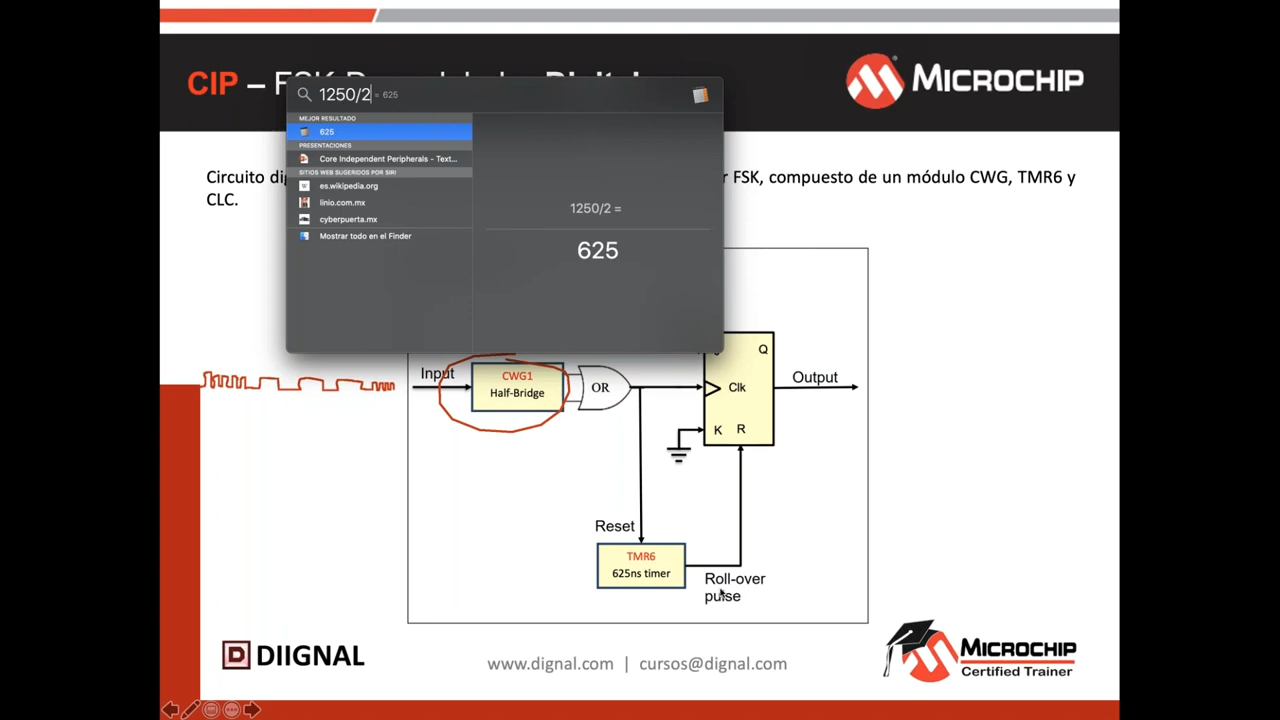 CIP –
MICROCHIP
1250/2 = 625
MEJOR RESULTADO
625
PRESENTACIONES
Core Independent Peripherals - Text...
SITIOS WEB SUGERIDOS POR SIRI
es.wikipedia.org
linio.com.mx
cyberpuerta.mx
Mostrar todo en el Finder
1250/2 =
625
Circuito
FSK, compuesto de un módulo CWG, TMR6 y
CLC.
Input
CWG1
Half-Bridge
OR
Q
Clk
K R
Output
Reset
TMR6
625ns timer
Roll-over
pulse
D DIIGNAL
www.dignal.com | cursos@dignal.com
MICROCHIP
Certified Trainer